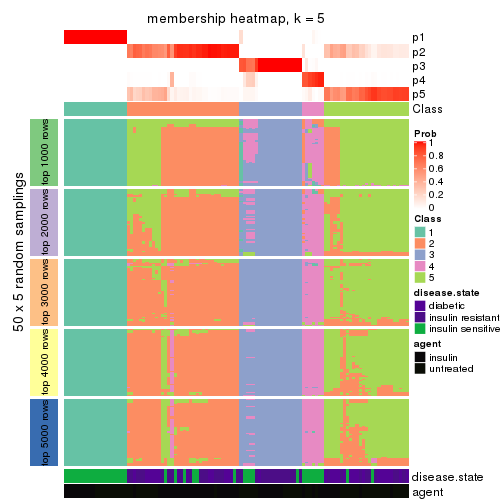 membership heatmap, k = 5
p1
p2
p3
p4
p5
Class
50 x 5 random samplings
top 1000 rows
top 2000 rows
top 3000 rows
top 4000 rows
top 5000 rows
Prob
1
0.8
0.6
0.4
0.2
0
Class
1
2
3
4
5
disease.state
diabetic
insulin resistant
insulin sensitive
agent
insulin
untreated
disease.state
agent